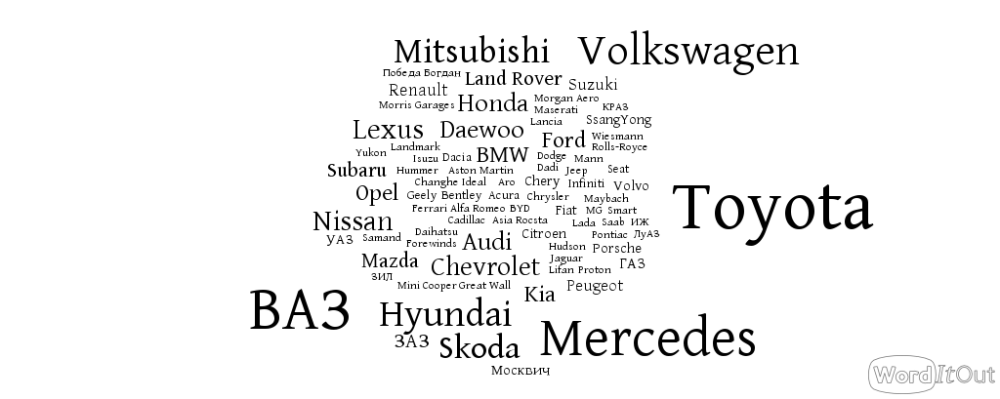 Mitsubishi Volkswagen
Победа Богдан Land Rover Suzuki
Renault Honda Morgan Aero
Morris Garages Maserati КРАЗ
Lancia SsangYong
Lexus Daewoo Ford Wiesmann
Landmark Rolls-Royce
Yukon Isuzu Dacia BMW Dodge Mann
Subaru Hummer Aston Martin Dadi Jeep Seat
Changhe Ideal Aro Chery Infiniti Volvo
Opel Geely Bentley Acura Chrysler Maybach
Toyota
Ferrari Alfa Romeo BYD Fiat MG Smart
Nissan Cadillac Asia Rocsta Lada Saab ИЖ
Daihatsu Citroen Pontiac ЛуАЗ
УАЗ Samand Forewinds Audi Hudson Porsche
Mazda Chevrolet Jaguar ГАЗ
Lifan Proton
ЗИЛ Mini Cooper Great Wall Kia Peugeot
ВАЗ Hyundai
ЗАЗ Skoda Mercedes
Москвич
WordItOut